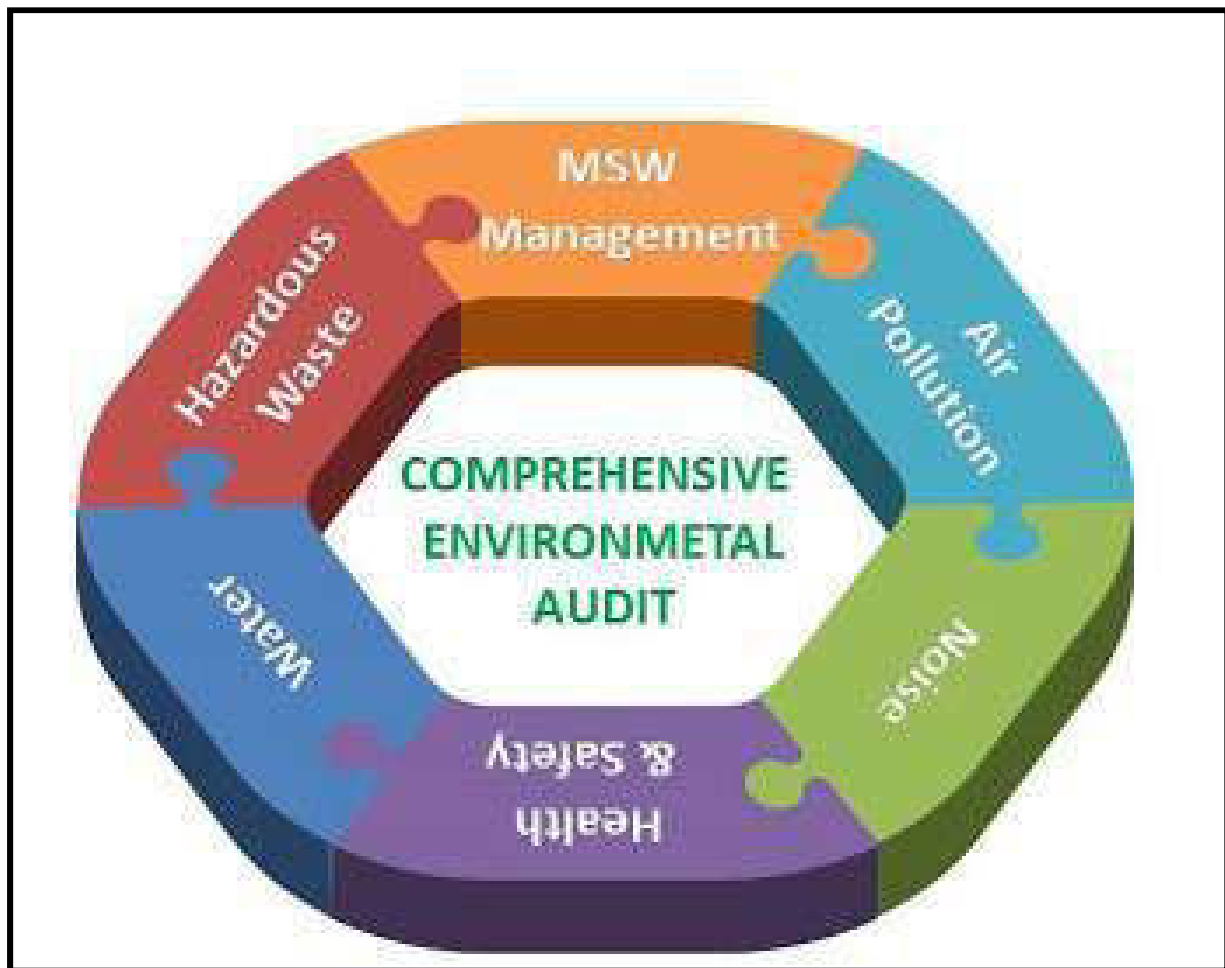 MSW
Management
Air
Pollution
Noise
Health
& Safety
Water
Hazardous
Waste
COMPREHENSIVE
ENVIRONMETAL
AUDIT